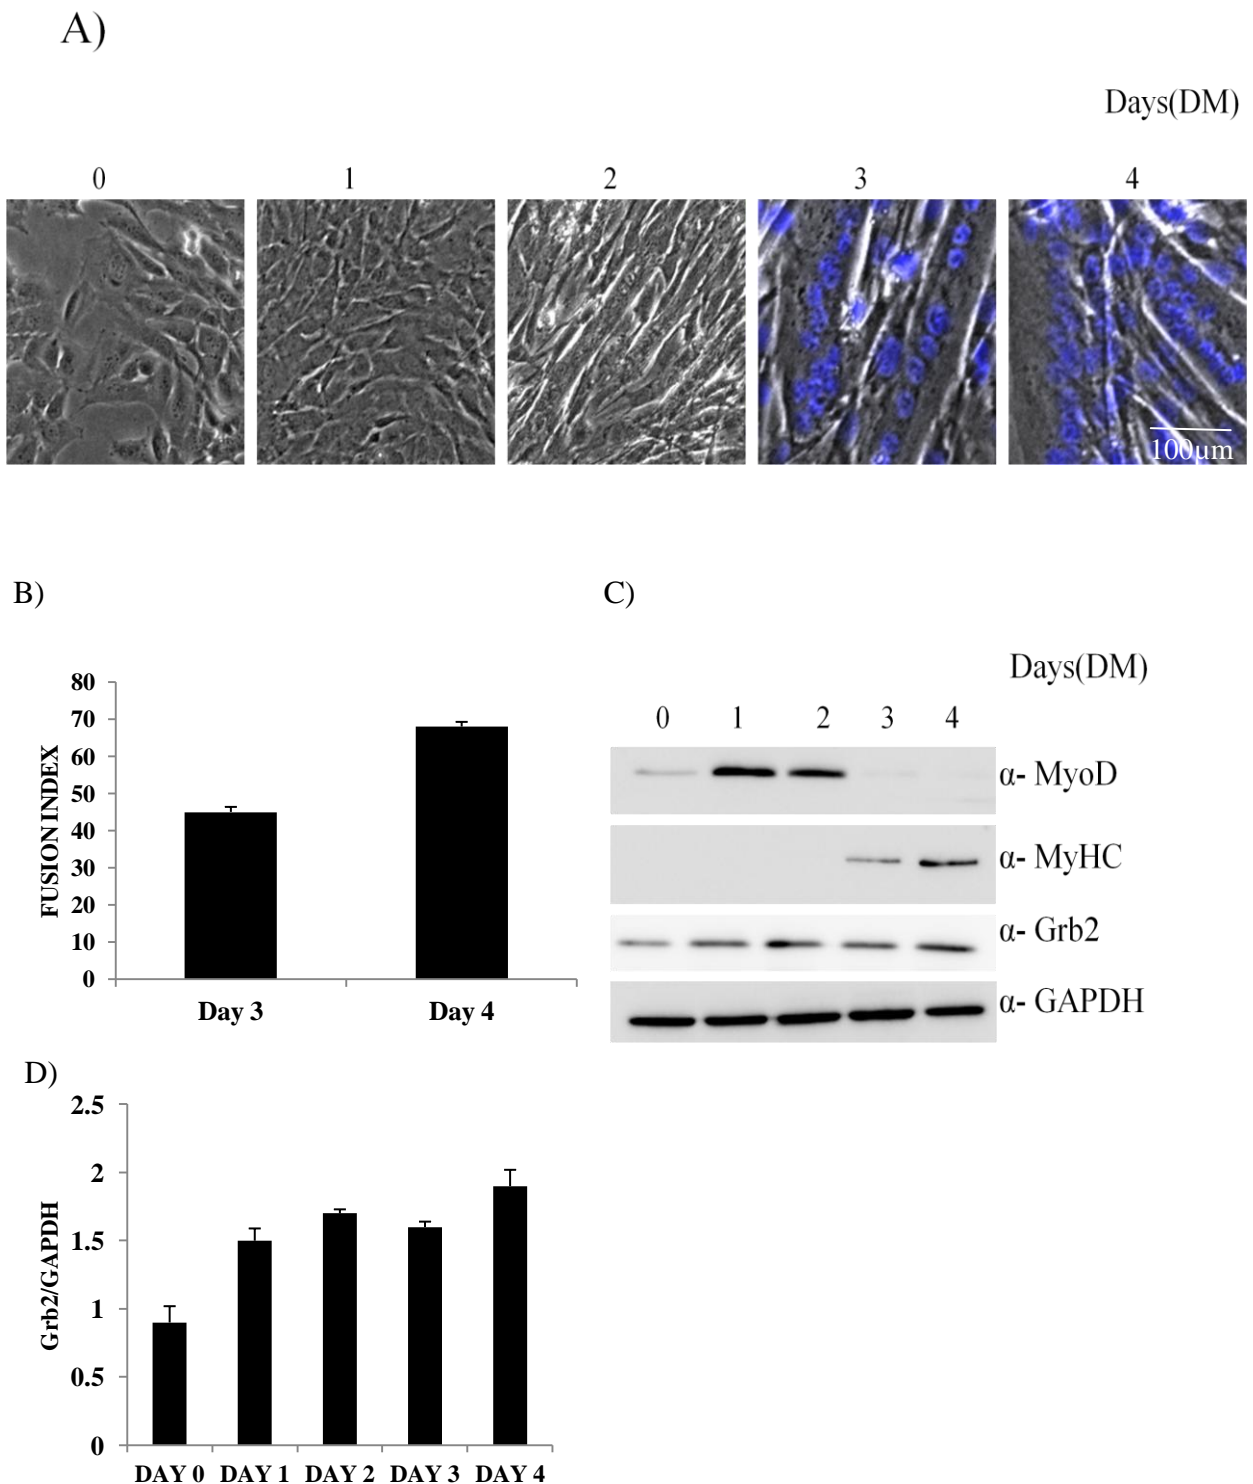 A)
Days(DM)
0 1 2 3 4
100µm
B)
FUSION INDEX
80
70
60
50
40
30
20
10
0
Day 3 Day 4
C)
Days(DM)
0 1 2 3 4
α- MyoD
α- MyHC
α- Grb2
α- GAPDH
D)
Grb2/GAPDH
2.5
2
1.5
1
0.5
0
DAY 0 DAY 1 DAY 2 DAY 3 DAY 4